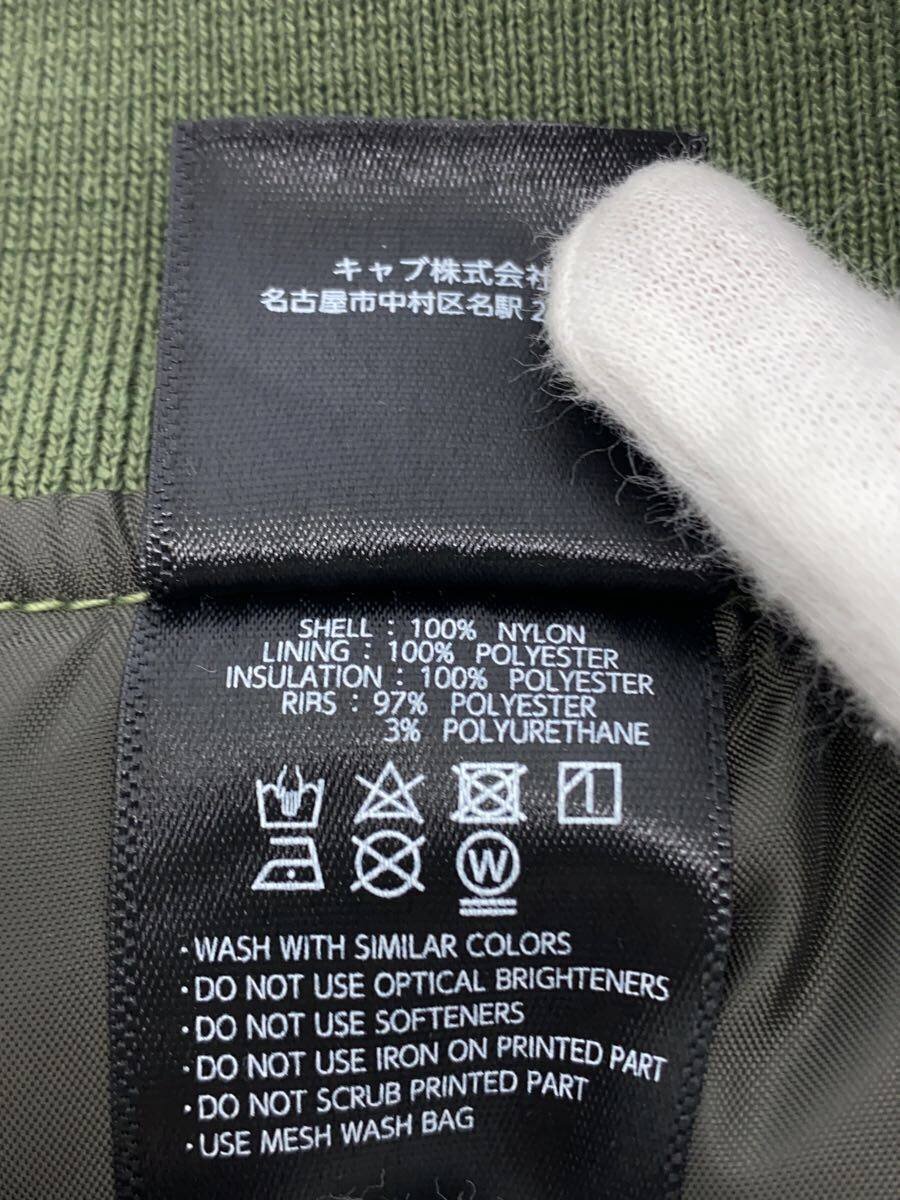 キャブ株式会
名古屋市中村区名駅 2
SHELL : 100% NYLON
LINING : 100% POLYESTER
INSULATION : 100% POLYESTER
RIBS : 97% POLYESTER
3% POLYURETHANE
W
・WASH WITH SIMILAR COLORS
・DO NOT USE OPTICAL BRIGHTENERS
・DO NOT USE SOFTENERS
・DO NOT USE IRON ON PRINTED PART
・DO NOT SCRUB PRINTED PART
・USE MESH WASH BAG